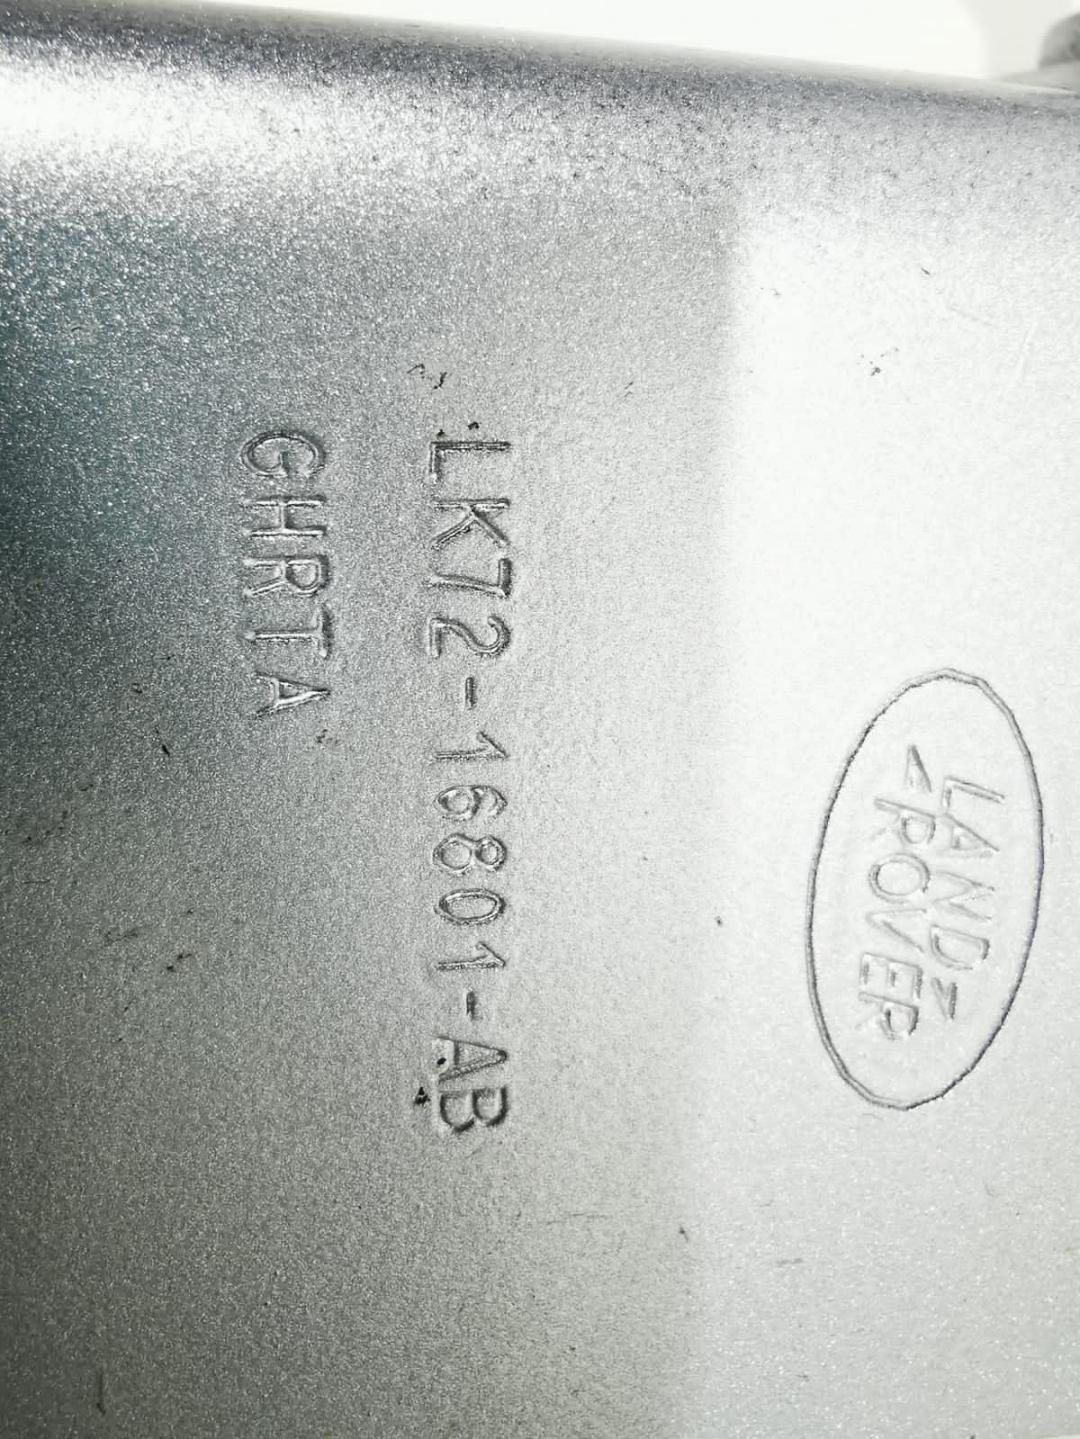 LAND
ROVER
LK72-16801-AB
GHRTA